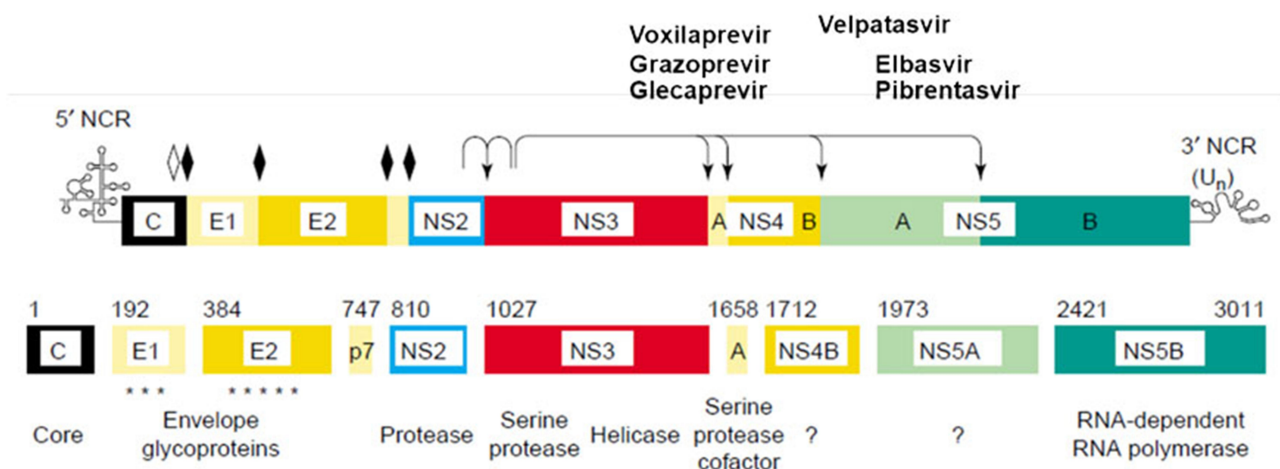 Voxilaprevir Velpatasvir
Grazoprevir Elbasvir
Glecaprevir Pibrentasvir
5′ NCR
3′ NCR
(Un)
C E1 E2 NS2 NS3 A NS4 B A NS5 B
1 192 384 747 810 1027 1658 1712 1973 2421 3011
C E1 E2 p7 NS2 NS3 A NS4B NS5A NS5B
* * * * * * * *
Core
Envelope
glycoproteins
Protease
Serine
protease
Helicase
Serine
protease
cofactor
?
?
RNA-dependent
RNA polymerase